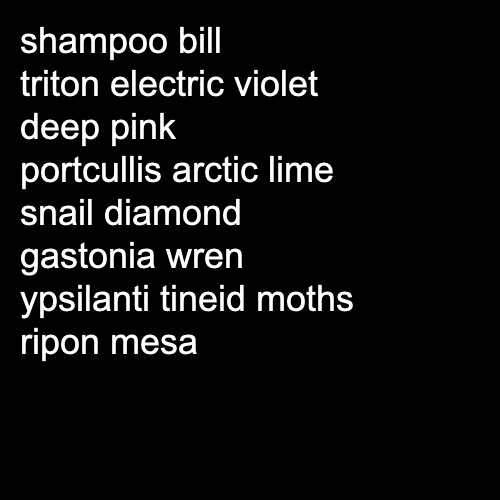 shampoo bill
triton electric violet
deep pink
portcullis arctic lime
snail diamond
gastonia wren
ypsilanti tineid moths
ripon mesa